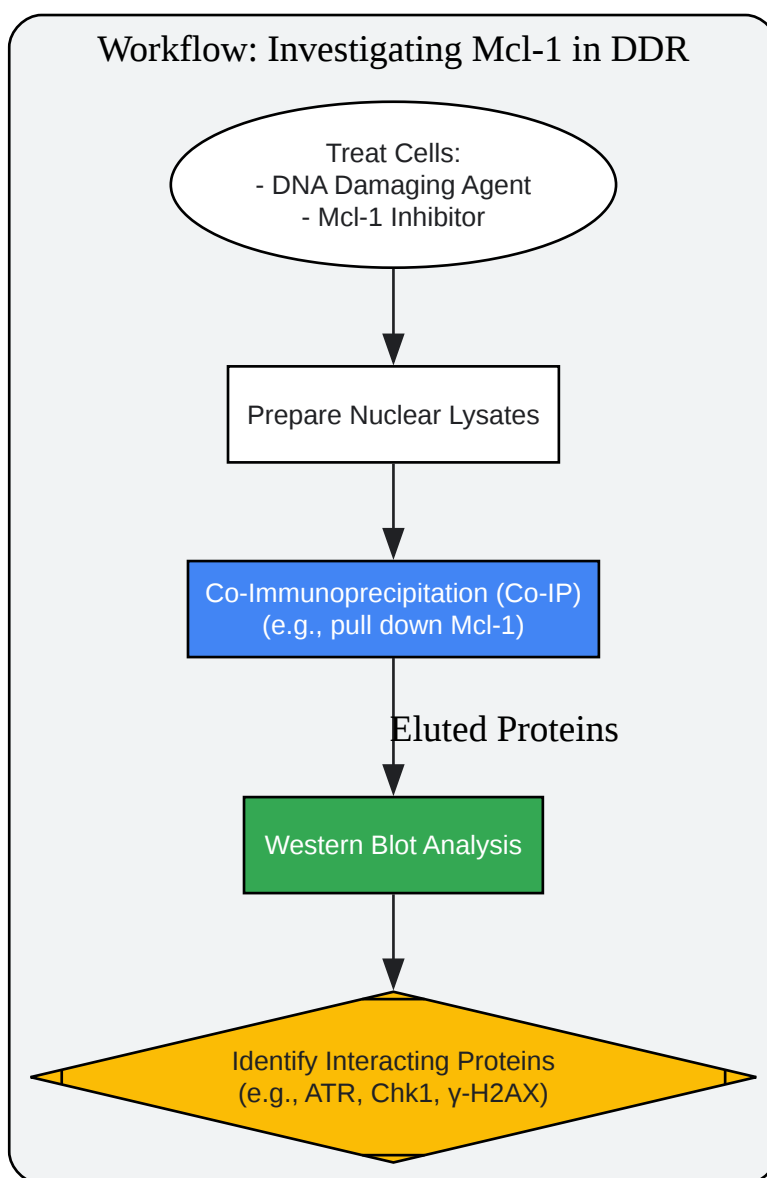 Workflow: Investigating Mcl-1 in DDR
Treat Cells:
- DNA Damaging Agent
- Mcl-1 Inhibitor
Prepare Nuclear Lysates
Co-Immunoprecipitation (Co-IP)
(e.g., pull down Mcl-1)
Eluted Proteins
Western Blot Analysis
Identify Interacting Proteins
(e.g., ATR, Chk1, γ-H2AX)